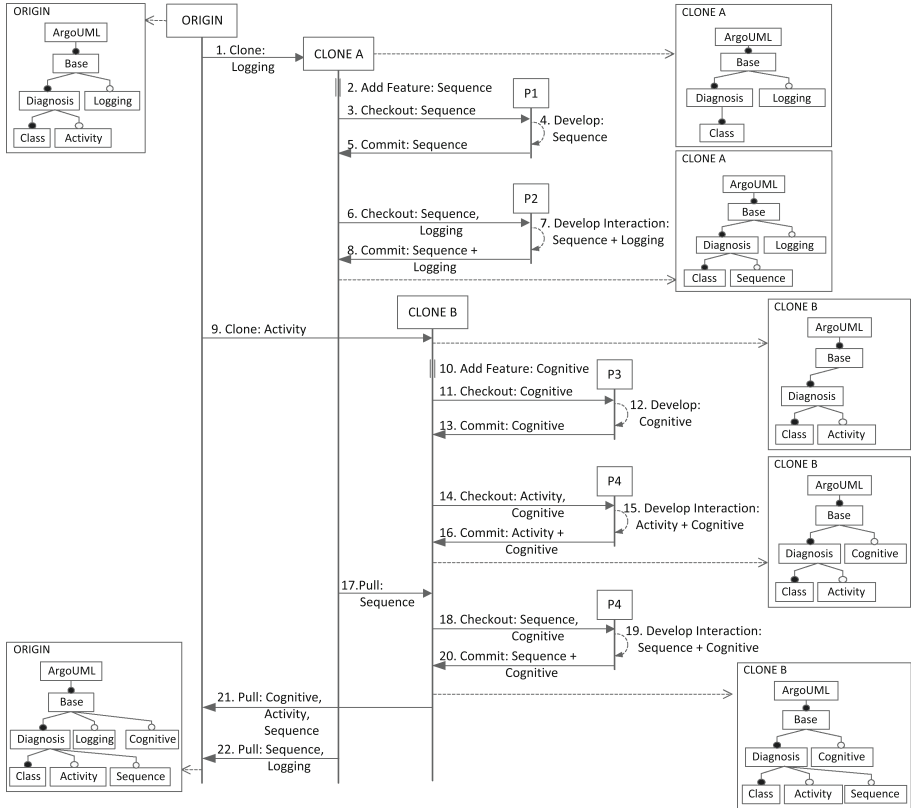 ORIGIN
ArgoUML
Base
Diagnosis
Logging
Class
Activity
ORIGIN
1. Clone:
Logging
CLONE A
CLONE A
ArgoUML
Base
Diagnosis
Logging
Class
2. Add Feature: Sequence
P1
3. Checkout: Sequence
4. Develop:
Sequence
5. Commit: Sequence
CLONE A
ArgoUML
Base
Diagnosis
Logging
Class
Sequence
P2
6. Checkout: Sequence,
Logging
7. Develop Interaction:
Sequence + Logging
8. Commit: Sequence +
Logging
CLONE B
9. Clone: Activity
CLONE B
ArgoUML
Base
Diagnosis
Class
Activity
10. Add Feature: Cognitive
P3
11. Checkout: Cognitive
12. Develop:
Cognitive
13. Commit: Cognitive
CLONE B
ArgoUML
Base
Diagnosis
Cognitive
Class
Activity
P4
14. Checkout: Activity,
Cognitive
15. Develop Interaction:
Activity + Cognitive
16. Commit: Activity +
Cognitive
17.Pull:
Sequence
P4
18. Checkout: Sequence,
Cognitive
19. Develop Interaction:
Sequence + Cognitive
20. Commit: Sequence +
Cognitive
CLONE B
ArgoUML
Base
Diagnosis
Cognitive
Class
Activity
Sequence
21. Pull: Cognitive,
Activity,
Sequence
22. Pull: Sequence,
Logging
ORIGIN
ArgoUML
Base
Diagnosis
Logging
Cognitive
Class
Activity
Sequence